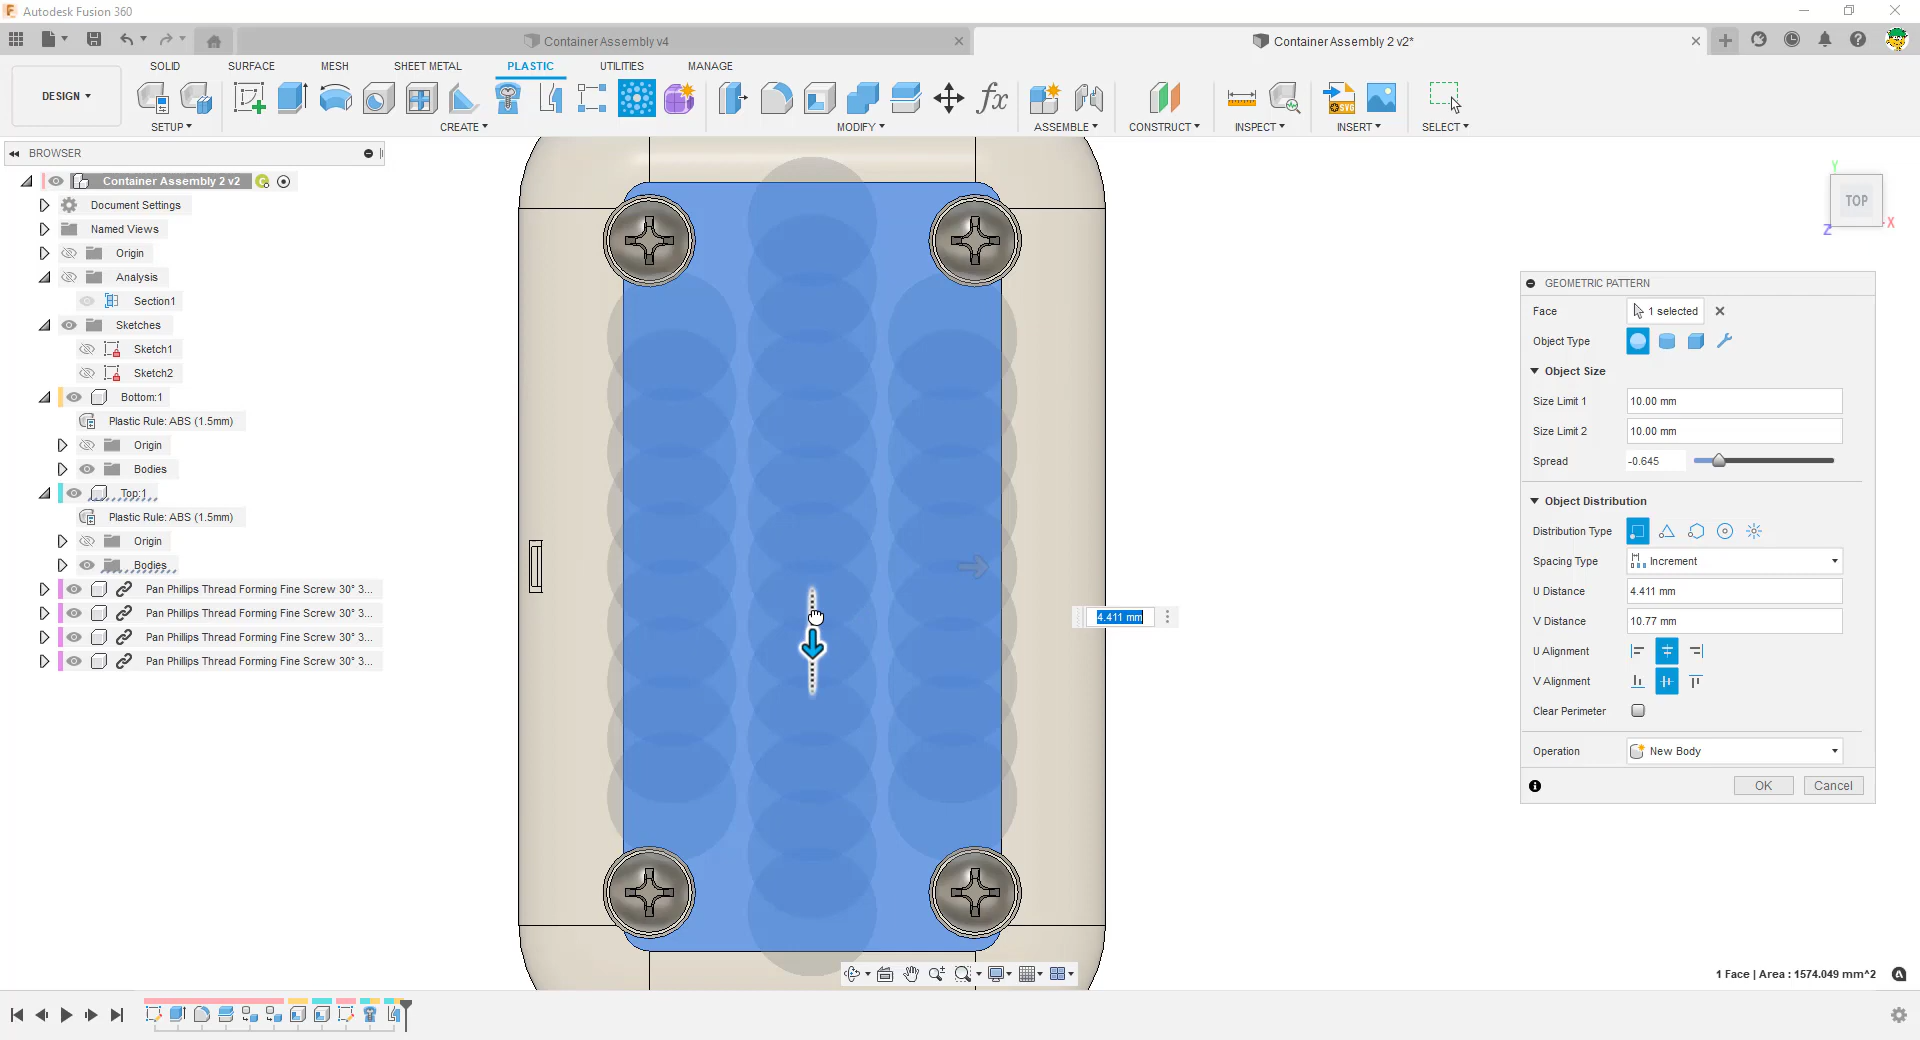 Autodesk Fusion 360
Container Assembly v4
Container Assembly 2 v2*
SOLID
SURFACE
MESH
SHEET METAL
PLASTIC
UTILITIES
MANAGE
DESIGN
SETUP
CREATE
MODIFY
ASSEMBLE
CONSTRUCT
INSPECT
INSERT
SELECT
BROWSER
Container Assembly 2 v2
Document Settings
Named Views
Origin
Analysis
Section1
Sketches
Sketch1
Sketch2
Bottom:1
Plastic Rule: ABS (1.5mm)
Origin
Bodies
Top:1
Plastic Rule: ABS (1.5mm)
Origin
Bodies
Pan Phillips Thread Forming Fine Screw 30° 3...
Pan Phillips Thread Forming Fine Screw 30° 3...
Pan Phillips Thread Forming Fine Screw 30° 3...
Pan Phillips Thread Forming Fine Screw 30° 3...
4.411 mm
Y
TOP
X
Z
GEOMETRIC PATTERN
Face
1 selected
Object Type
Object Size
Size Limit 1
10.00 mm
Size Limit 2
10.00 mm
Spread
-0.645
Object Distribution
Distribution Type
Spacing Type
Increment
U Distance
4.411 mm
V Distance
10.77 mm
U Alignment
V Alignment
Clear Perimeter
Operation
New Body
OK
Cancel
1 Face | Area : 1574.049 mm^2